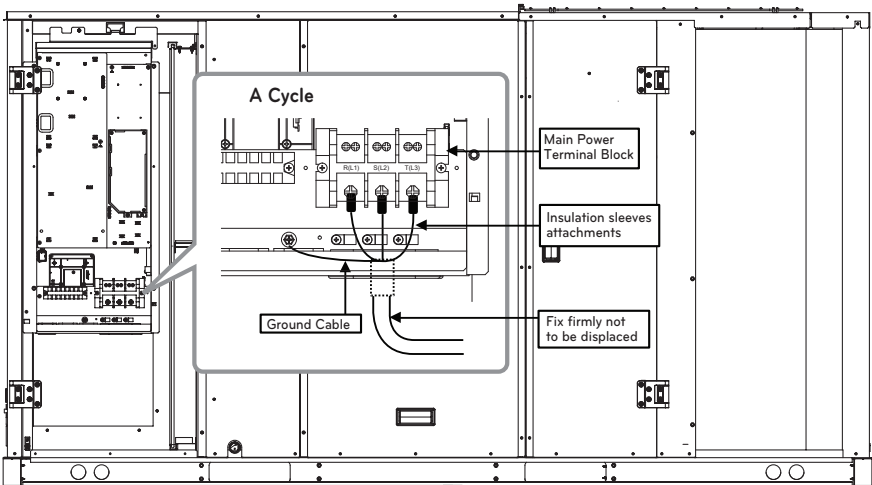 A Cycle
Main Power
Terminal Block
R(L1) S(L2) T(L3)
Insulation sleeves
attachments
Ground Cable
Fix firmly not
to be displaced